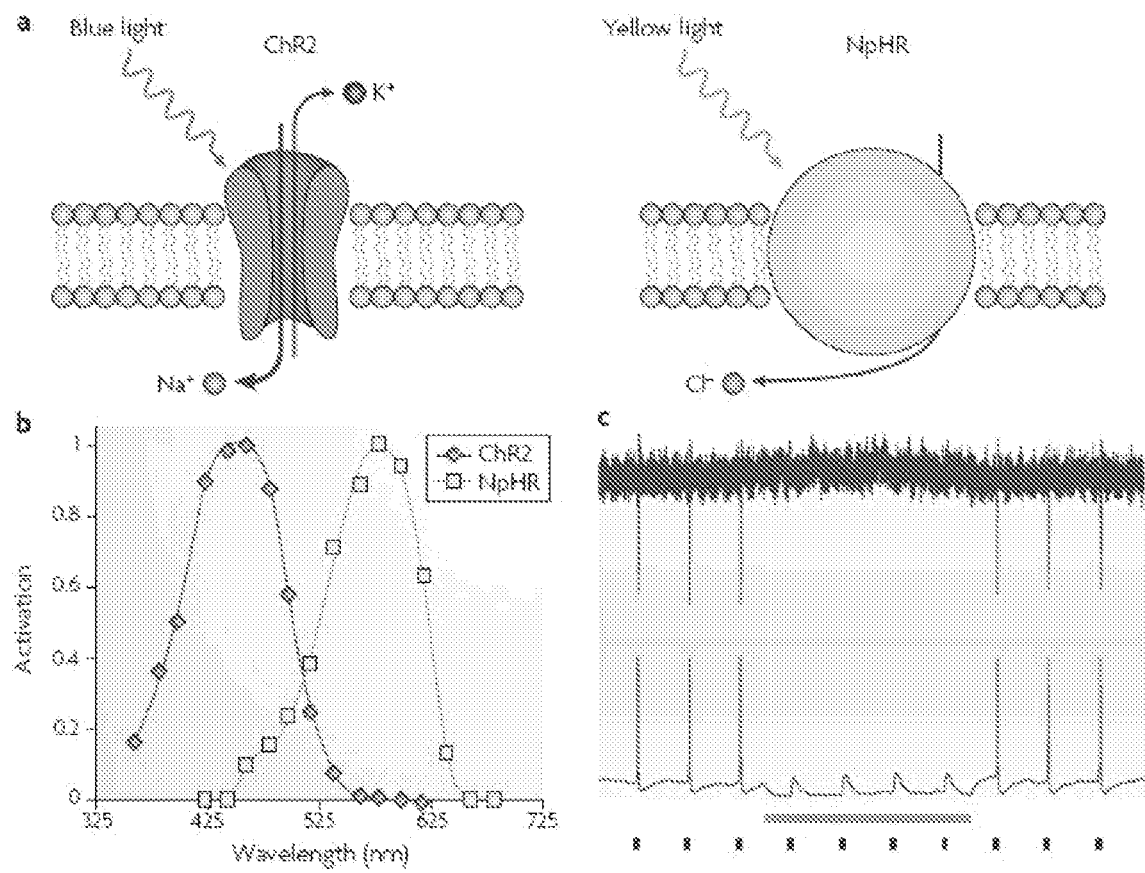 a
Blue light
ChR2
K⁺
Na⁺
Yellow light
NpHR
Cl⁻
b
1
0.8
0.6
0.4
0.2
0
Activation
325
425
525
625
725
Wavelength (nm)
ChR2
NpHR
c